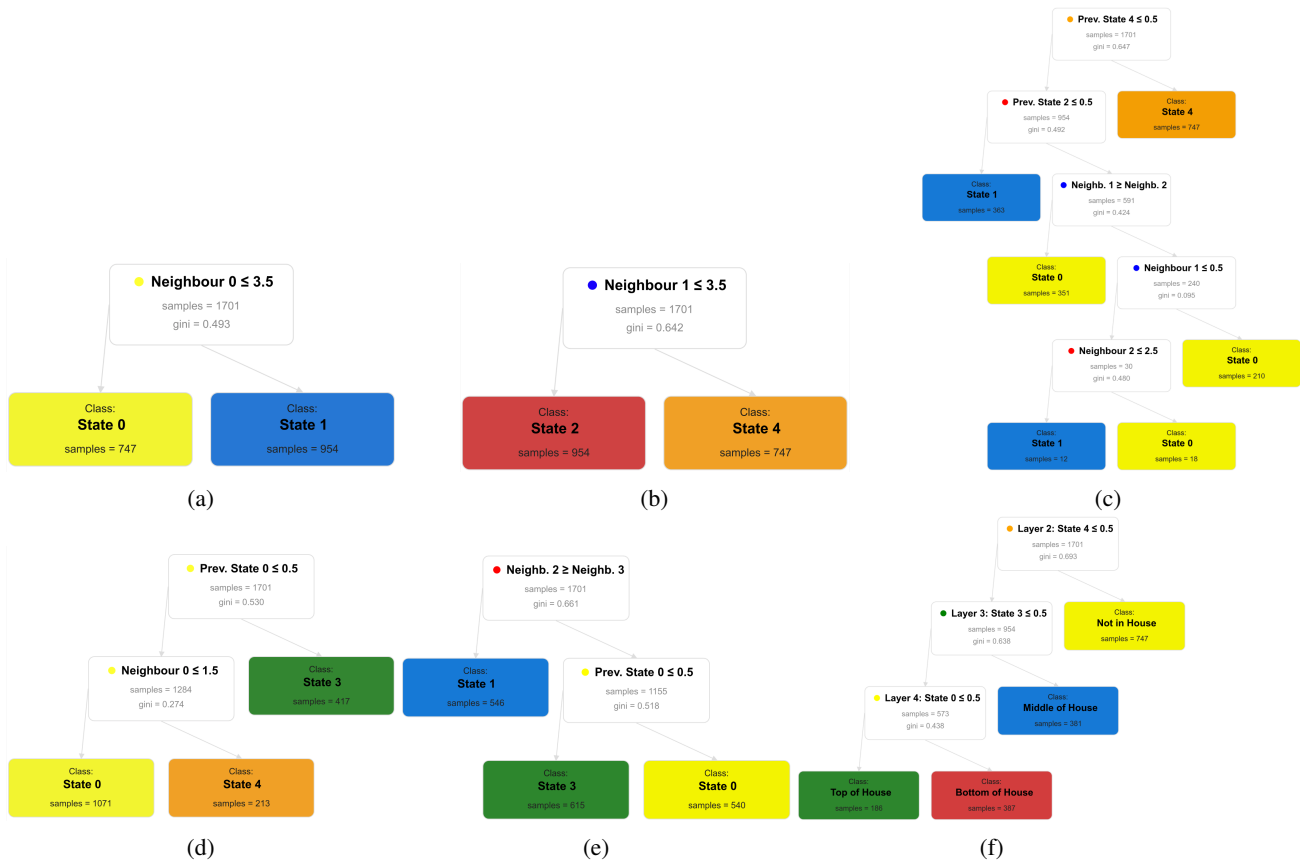 Neighbour 0 ≤ 3.5
samples = 1701
gini = 0.493
Class:
State 0
samples = 747
Class:
State 1
samples = 954
(a)
Neighbour 1 ≤ 3.5
samples = 1701
gini = 0.642
Class:
State 2
samples = 954
Class:
State 4
samples = 747
(b)
Prev. State 4 ≤ 0.5
samples = 1701
gini = 0.647
Prev. State 2 ≤ 0.5
samples = 954
gini = 0.492
Class:
State 4
samples = 747
Class:
State 1
samples = 363
Neighb. 1 ≥ Neighb. 2
samples = 591
gini = 0.424
Class:
State 0
samples = 351
Neighbour 1 ≤ 0.5
samples = 240
gini = 0.095
Neighbour 2 ≤ 2.5
samples = 30
gini = 0.480
Class:
State 0
samples = 210
Class:
State 1
samples = 12
Class:
State 0
samples = 18
(c)
Prev. State 0 ≤ 0.5
samples = 1701
gini = 0.530
Neighbour 0 ≤ 1.5
samples = 1284
gini = 0.274
Class:
State 3
samples = 417
Class:
State 0
samples = 1071
Class:
State 4
samples = 213
(d)
Neighb. 2 ≥ Neighb. 3
samples = 1701
gini = 0.661
Class:
State 1
samples = 546
Prev. State 0 ≤ 0.5
samples = 1155
gini = 0.518
Class:
State 3
samples = 615
Class:
State 0
samples = 540
(e)
Layer 2: State 4 ≤ 0.5
samples = 1701
gini = 0.693
Layer 3: State 3 ≤ 0.5
samples = 954
gini = 0.638
Class:
Not in House
samples = 747
Layer 4: State 0 ≤ 0.5
samples = 573
gini = 0.438
Class:
Middle of House
samples = 381
Class:
Top of House
samples = 186
Class:
Bottom of House
samples = 387
(f)